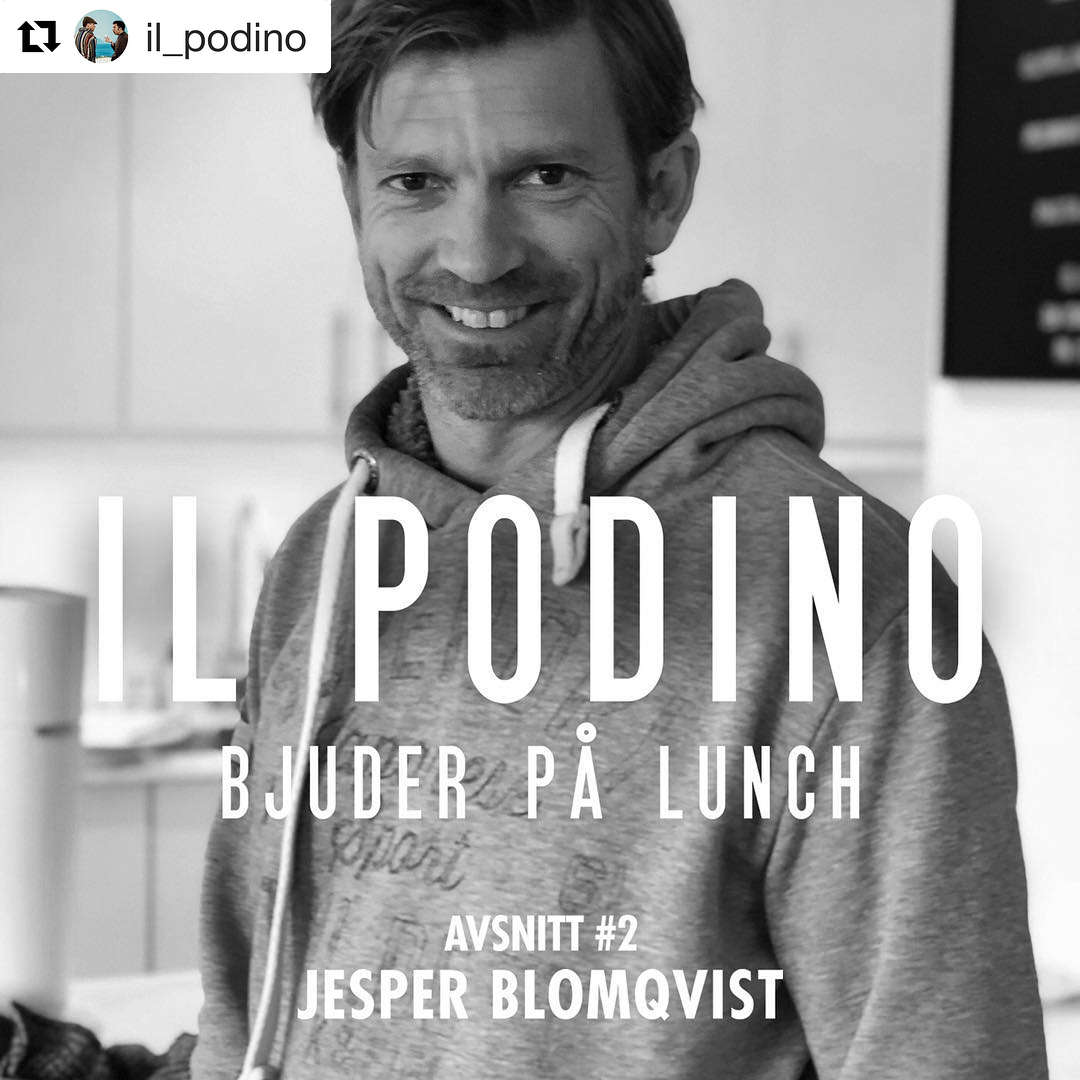 il_podino
IL PODINO
BJUDER PÅ LUNCH
AVSNITT #2
JESPER BLOMQVIST